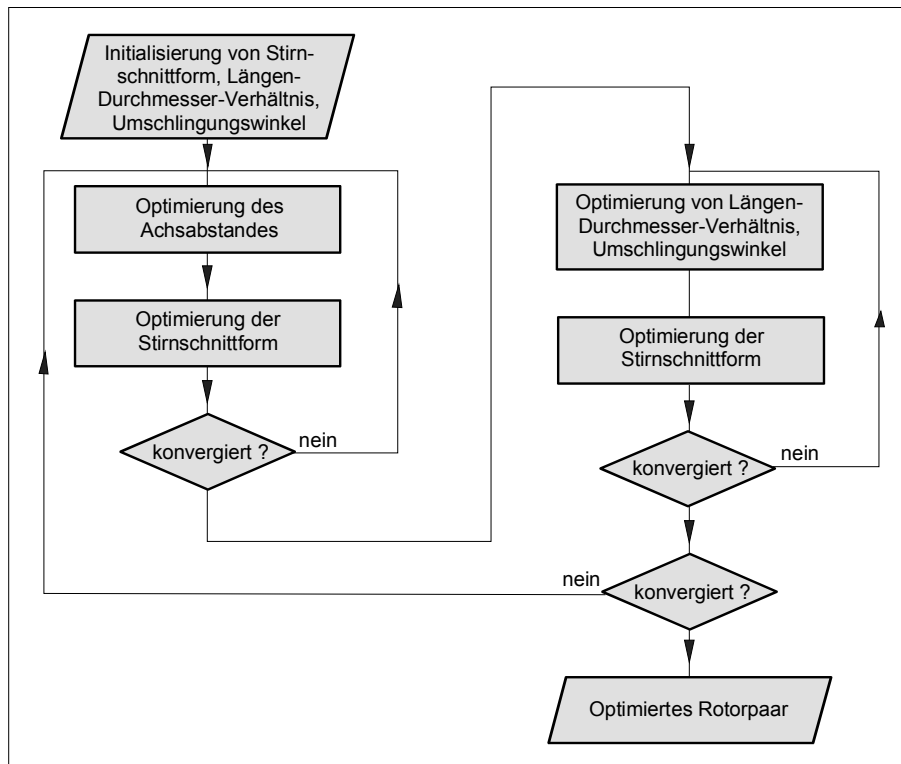 Initialisierung von Stirn-
schnittform, Längen-
Durchmesser-Verhältnis,
Umschlingungswinkel
Optimierung des
Achsabstandes
Optimierung der
Stirnschnittform
konvergiert ?
nein
Optimierung von Längen-
Durchmesser-Verhältnis,
Umschlingungswinkel
Optimierung der
Stirnschnittform
konvergiert ?
nein
konvergiert ?
nein
Optimiertes Rotorpaar